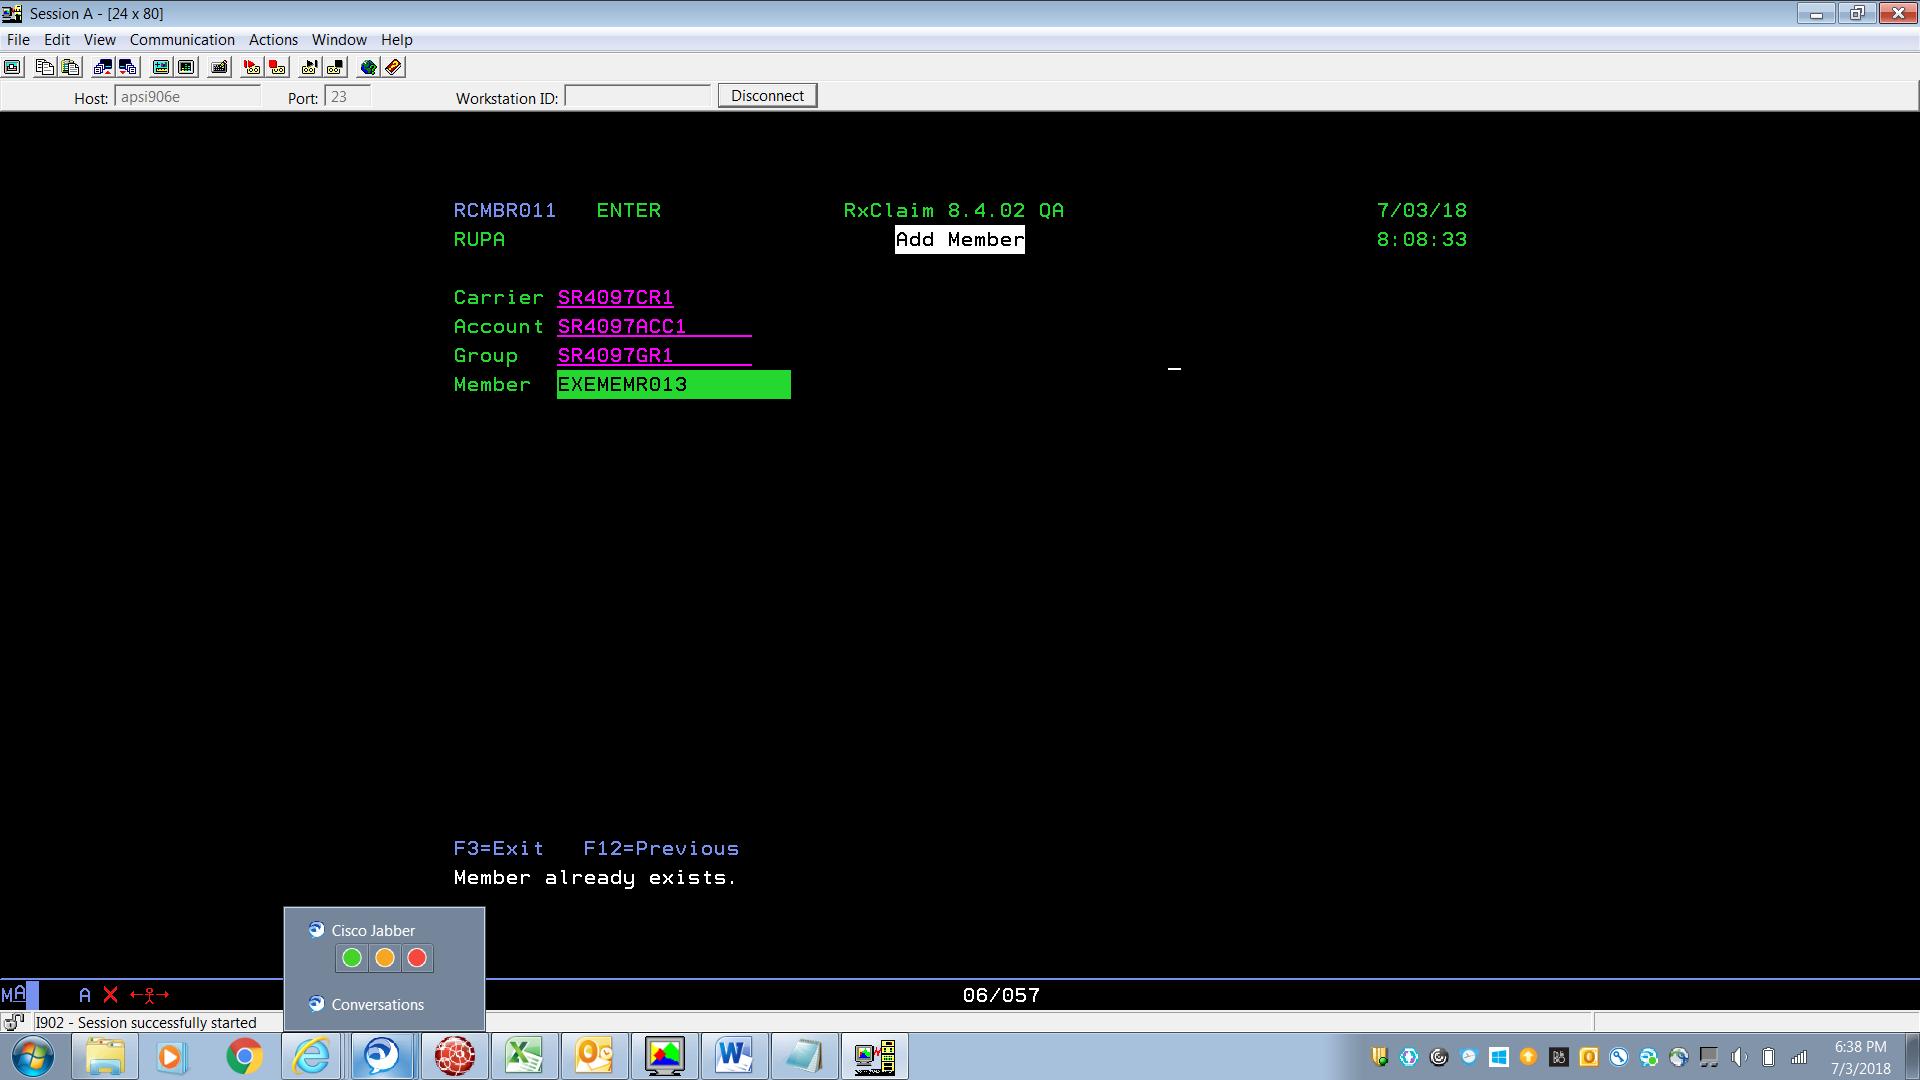 Session A - [24 x 80]
File Edit View Communication Actions Window Help
Host: apsi906e Port: 23 Workstation ID: Disconnect
RCMBR011 ENTER RxClaim 8.4.02 QA 7/03/18
RUPA Add Member 8:08:33
Carrier SR4097CR1
Account SR4097ACC1
Group SR4097GR1
Member EXEMEMR013
F3=Exit F12=Previous
Member already exists.
Cisco Jabber
Conversations
MA A 06/057
I902 - Session successfully started
6:38 PM
7/3/2018